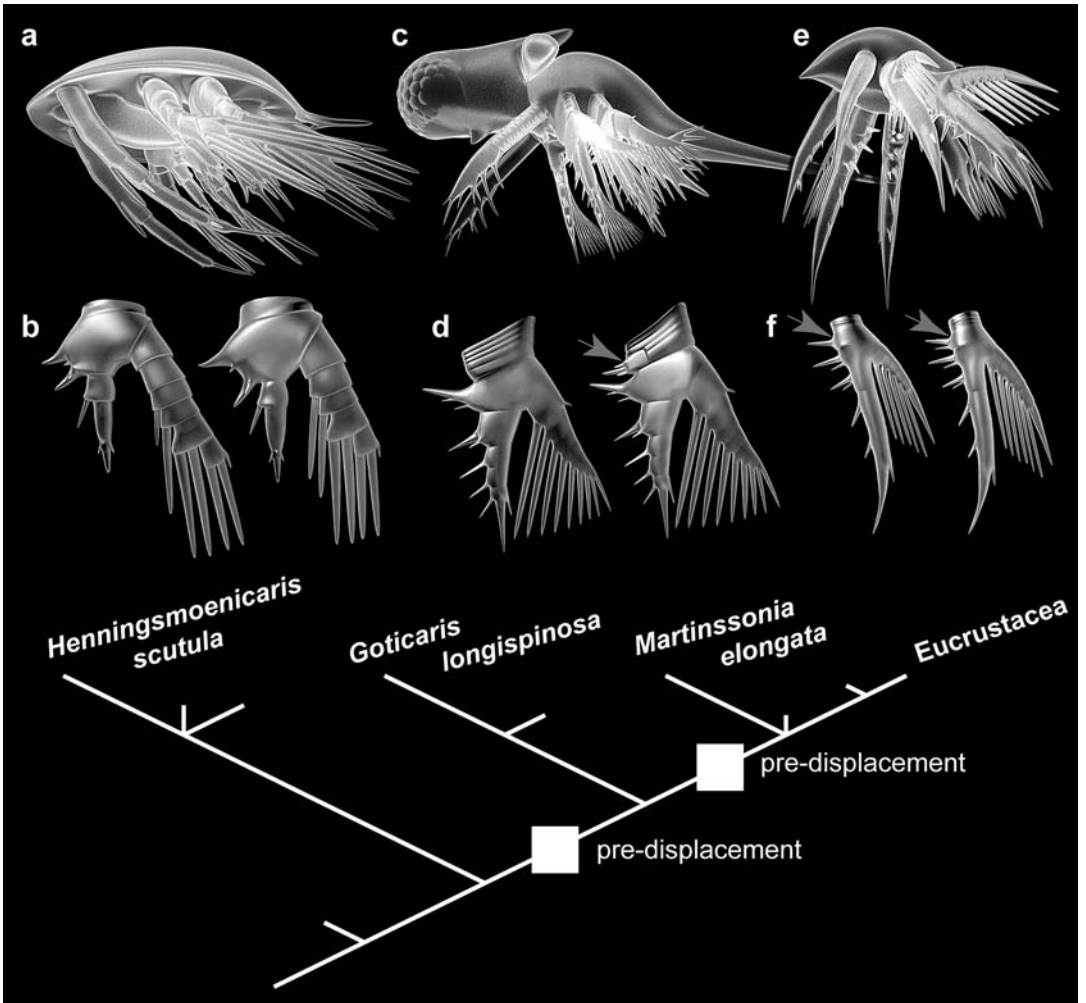 a
c
e
b
d
f
Henningsmoenicaris
scutula
Goticaris
longispinosa
Martinssonia
elongata
Eucrustacea
pre-displacement
pre-displacement